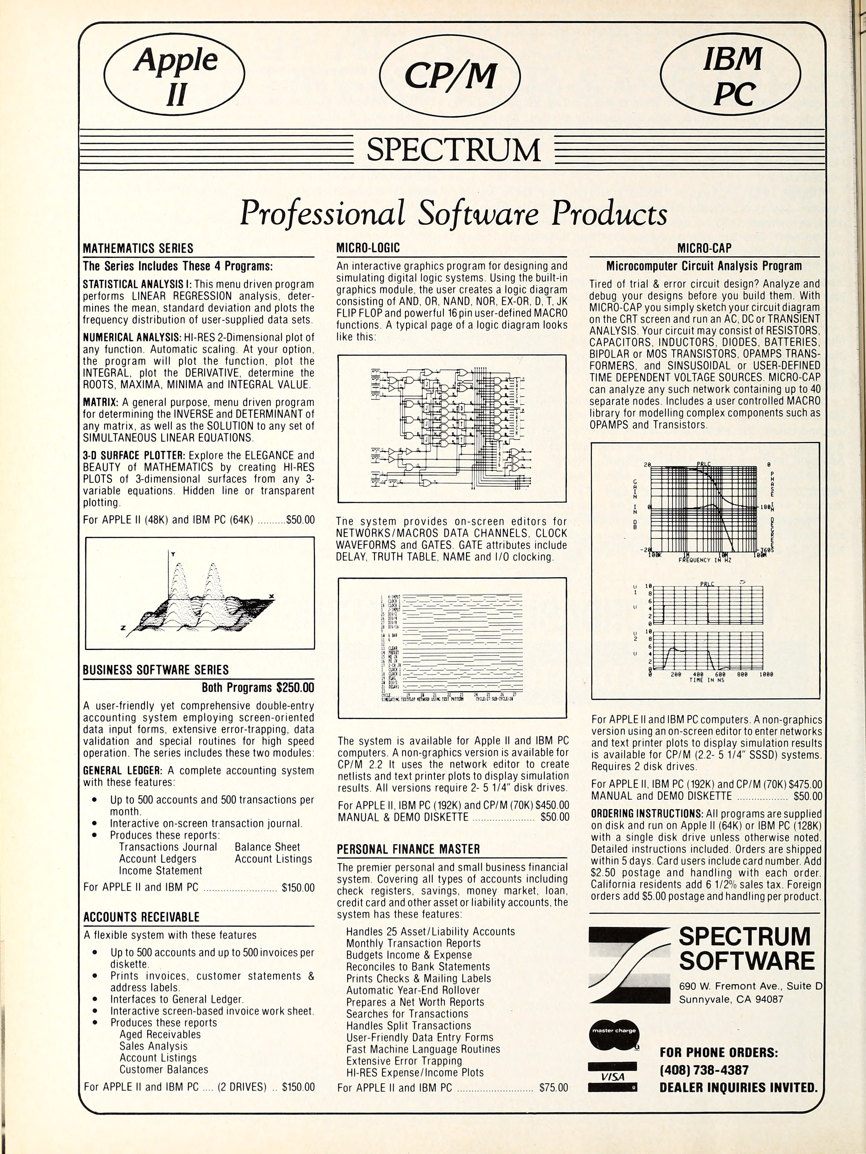 Apple
II
CP/M
IBM
PC
SPECTRUM
Professional Software Products
MATHEMATICS SERIES
The Series Includes These 4 Programs:
STATISTICAL ANALYSIS I: This menu driven program
performs LINEAR REGRESSION analysis, deter-
mines the mean, standard deviation and plots the
frequency distribution of user-supplied data sets.
NUMERICAL ANALYSIS: HI-RES 2-Dimensional plot of
any function. Automatic scaling. At your option,
the program will plot the function, plot the
INTEGRAL, plot the DERIVATIVE, determine the
ROOTS, MAXIMA, MINIMA and INTEGRAL VALUE.
MATRIX: A general purpose, menu driven program
for determining the INVERSE and DETERMINANT of
any matrix, as well as the SOLUTION to any set of
SIMULTANEOUS LINEAR EQUATIONS.
3-D SURFACE PLOTTER: Explore the ELEGANCE and
BEAUTY of MATHEMATICS by creating HI-RES
PLOTS of 3-dimensional surfaces from any 3-
variable equations. Hidden line or transparent
plotting.
For APPLE II (48K) and IBM PC (64K) ..........$50.00
Y
X
Z
BUSINESS SOFTWARE SERIES
Both Programs $250.00
A user-friendly yet comprehensive double-entry
accounting system employing screen-oriented
data input forms, extensive error-trapping, data
validation and special routines for high speed
operation. The series includes these two modules:
GENERAL LEDGER: A complete accounting system
with these features:
• Up to 500 accounts and 500 transactions per
month.
• Interactive on-screen transaction journal.
• Produces these reports:
Transactions Journal Balance Sheet
Account Ledgers Account Listings
Income Statement
For APPLE II and IBM PC .......................... $150.00
ACCOUNTS RECEIVABLE
A flexible system with these features
• Up to 500 accounts and up to 500 invoices per
diskette.
• Prints invoices, customer statements &
address labels.
• Interfaces to General Ledger.
• Interactive screen-based invoice work sheet.
• Produces these reports
Aged Receivables
Sales Analysis
Account Listings
Customer Balances
For APPLE II and IBM PC .... (2 DRIVES) .. $150.00
MICRO-LOGIC
An interactive graphics program for designing and
simulating digital logic systems. Using the built-in
graphics module, the user creates a logic diagram
consisting of AND, OR, NAND, NOR, EX-OR, D, T, JK
FLIP FLOP and powerful 16 pin user-defined MACRO
functions. A typical page of a logic diagram looks
like this:
The system provides on-screen editors for
NETWORKS/MACROS DATA CHANNELS, CLOCK
WAVEFORMS and GATES. GATE attributes include
DELAY, TRUTH TABLE, NAME and I/O clocking.
The system is available for Apple II and IBM PC
computers. A non-graphics version is available for
CP/M 2.2 It uses the network editor to create
netlists and text printer plots to display simulation
results. All versions require 2- 5 1/4" disk drives.
For APPLE II, IBM PC (192K) and CP/M (70K) $450.00
MANUAL & DEMO DISKETTE .................. $50.00
PERSONAL FINANCE MASTER
The premier personal and small business financial
system. Covering all types of accounts including
check registers, savings, money market, loan,
credit card and other asset or liability accounts, the
system has these features:
Handles 25 Asset/Liability Accounts
Monthly Transaction Reports
Budgets Income & Expense
Reconciles to Bank Statements
Prints Checks & Mailing Labels
Automatic Year-End Rollover
Prepares a Net Worth Reports
Searches for Transactions
Handles Split Transactions
User-Friendly Data Entry Forms
Fast Machine Language Routines
Extensive Error Trapping
HI-RES Expense/Income Plots
For APPLE II and IBM PC ........................... $75.00
MICRO-CAP
Microcomputer Circuit Analysis Program
Tired of trial & error circuit design? Analyze and
debug your designs before you build them. With
MICRO-CAP you simply sketch your circuit diagram
on the CRT screen and run an AC, DC or TRANSIENT
ANALYSIS. Your circuit may consist of RESISTORS,
CAPACITORS, INDUCTORS, DIODES, BATTERIES,
BIPOLAR or MOS TRANSISTORS, OPAMPS TRANS-
FORMERS, and SINSUSOIDAL or USER-DEFINED
TIME DEPENDENT VOLTAGE SOURCES. MICRO-CAP
can analyze any such network containing up to 40
separate nodes. Includes a user controlled MACRO
library for modelling complex components such as
OPAMPS and Transistors.
PRLC
GAIN IN DB
20
0
-20
PHASE IN DEGREES
0
-180
-360
100K 1M 10M 100M
FREQUENCY IN HZ
PRLC
10
8
6
4
2
0
10
8
6
4
2
0
0 200 400 600 800 1000
TIME IN NS
For APPLE II and IBM PC computers. A non-graphics
version using an on-screen editor to enter networks
and text printer plots to display simulation results
is available for CP/M (2.2- 5 1/4" SSSD) systems.
Requires 2 disk drives.
For APPLE II, IBM PC (192K) and CP/M (70K) $475.00
MANUAL and DEMO DISKETTE ................. $50.00
ORDERING INSTRUCTIONS: All programs are supplied
on disk and run on Apple II (64K) or IBM PC (128K)
with a single disk drive unless otherwise noted.
Detailed instructions included. Orders are shipped
within 5 days. Card users include card number. Add
$2.50 postage and handling with each order.
California residents add 6 1/2% sales tax. Foreign
orders add $5.00 postage and handling per product.
SPECTRUM
SOFTWARE
690 W. Fremont Ave., Suite D
Sunnyvale, CA 94087
master charge
VISA
FOR PHONE ORDERS:
(408) 738-4387
DEALER INQUIRIES INVITED.